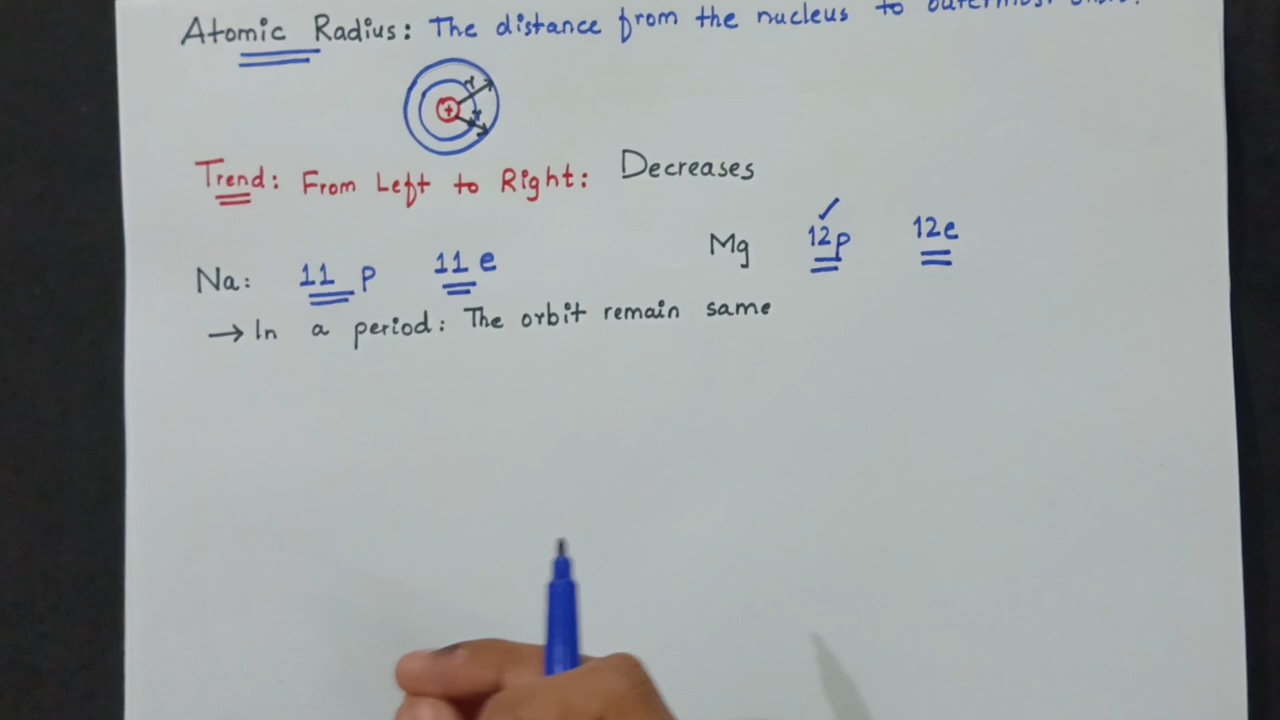 Atomic Radius: The distance from the nucleus to
r
+
r
Trend: From Left to Right: Decreases
Na: 11 p 11 e Mg 12p ✓ 12e
→ In a period: The orbit remain same